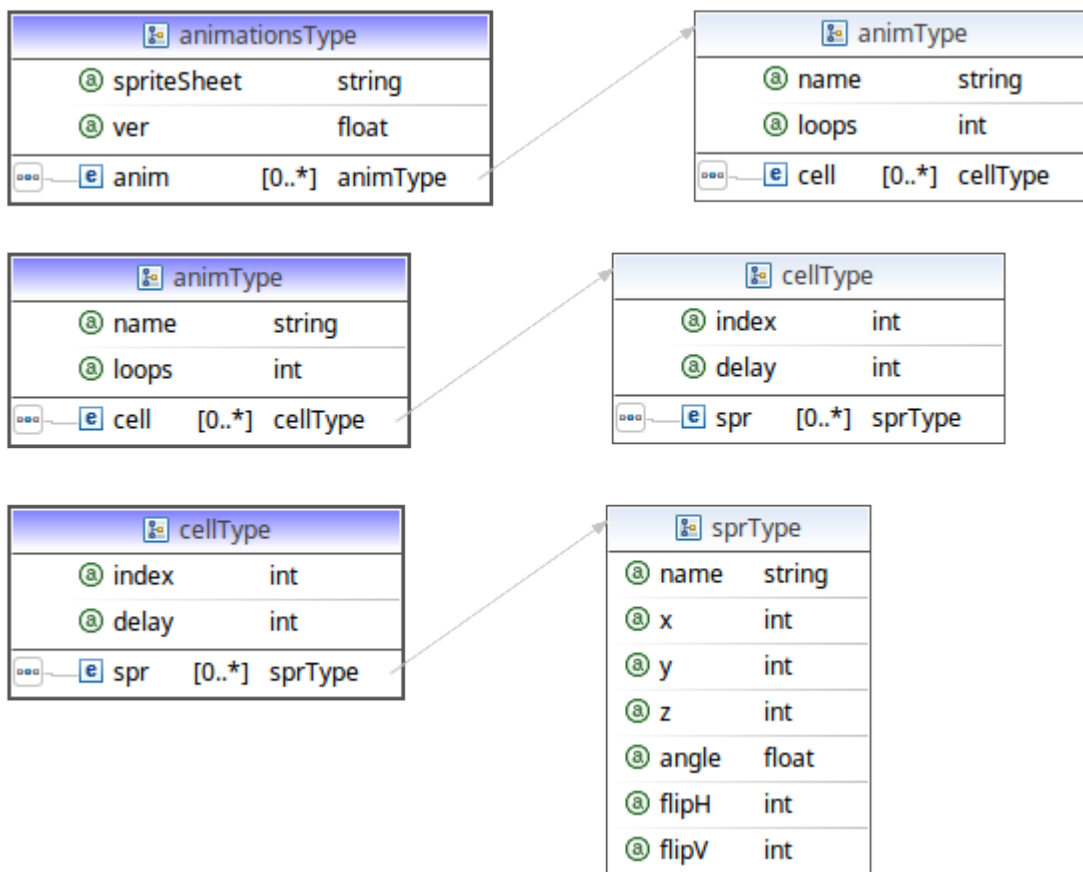 animationsType
a spriteSheet string
a ver float
e anim [0..*] animType
animType
a name string
a loops int
e cell [0..*] cellType
animType
a name string
a loops int
e cell [0..*] cellType
cellType
a index int
a delay int
e spr [0..*] sprType
cellType
a index int
a delay int
e spr [0..*] sprType
sprType
a name string
a x int
a y int
a z int
a angle float
a flipH int
a flipV int